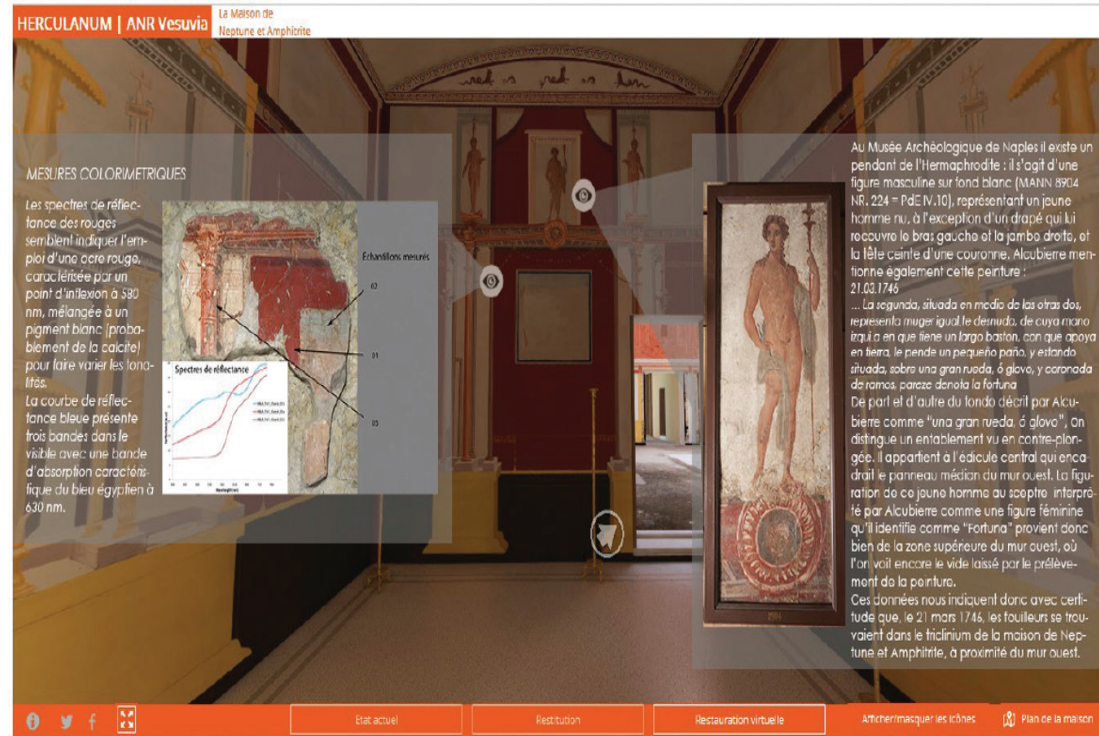 HERCULANUM | ANR Vesuvia
La Maison de
Neptune et Amphitrite
MESURES COLORIMETRIQUES
Les spectres de réflec-
tance des rouges
semblent indiquer l'em-
ploi d'une ocre rouge,
caractérisée par un
point d'inflexion à 580
nm, mélangée à un
pigment blanc (proba-
blement de la calcite)
pour faire varier les tona-
lités.
La courbe de réflec-
tance bleue présente
trois bandes dans le
visible avec une bande
d'absorption caractéris-
tique du bleu égyptien à
630 nm.
Echantillons mesurés
Spectres de réflectance
Au Musée Archéologique de Naples il existe un
pendant de l'Hermaphrodite : il s'agit d'une
figure masculine sur fond blanc (MANN 8904
NR. 224 = PdE IV.10), représentant un jeune
homme nu, à l'exception d'un drapé qui lui
recouvre le bras gauche et la jambe droite, et
la tête ceinte d'une couronne. Alcubierre men-
tionne également cette peinture :
21.03.1746
... La segunda, situada en medio de las otras dos,
representa muger igual.te desnuda, de cuya mano
izqui.a en que tiene un largo baston, con que apoya
en tierra, le pende un pequeño paño, y estando
situada, sobre una gran rueda, ó glovo, y coronada
de ramos, pareze denota la fortuna
De part et d'autre du tondo décrit par Alcu-
bierre comme "una gran rueda, ó glovo", on
distingue un entablement vu en contre-plon-
gée. Il appartient à l'édicule central qui enca-
drait le panneau médian du mur ouest. La figu-
ration de ce jeune homme au sceptre interpré-
té par Alcubierre comme une figure féminine
qu'il identifie comme "Fortuna" provient donc
bien de la zone supérieure du mur ouest, où
l'on voit encore le vide laissé par le prélève-
ment de la peinture.
Ces données nous indiquent donc avec certi-
tude que, le 21 mars 1746, les fouilleurs se trou-
vaient dans le triclinium de la maison de Nep-
tune et Amphitrite, à proximité du mur ouest.
Etat actuel
Restitution
Restauration virtuelle
Afficher/masquer les icônes
Plan de la maison